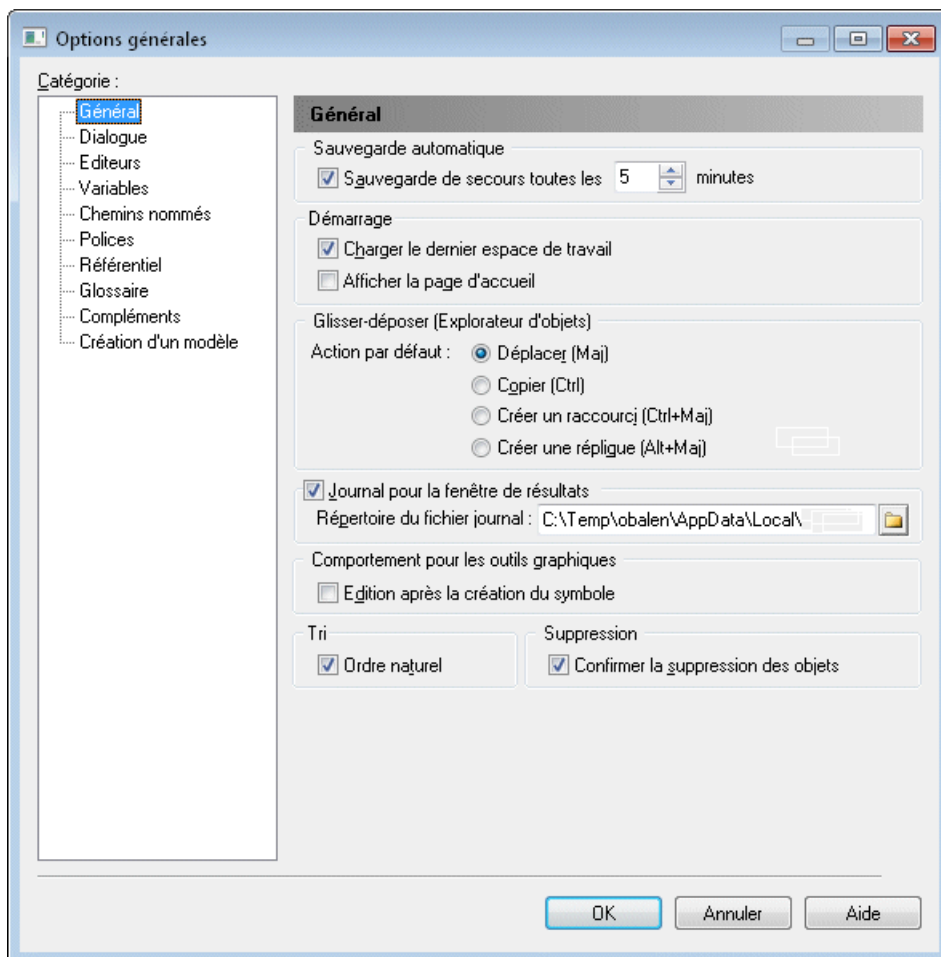 Options générales
Catégorie :
Général
Dialogue
Editeurs
Variables
Chemins nommés
Polices
Référentiel
Glossaire
Compléments
Création d'un modèle
Général
Sauvegarde automatique
Sauvegarde de secours toutes les 5 minutes
Démarrage
Charger le dernier espace de travail
Afficher la page d'accueil
Glisser-déposer (Explorateur d'objets)
Action par défaut : Déplacer (Maj)
Copier (Ctrl)
Créer un raccourci (Ctrl+Maj)
Créer une réplique (Alt+Maj)
Journal pour la fenêtre de résultats
Répertoire du fichier journal : C:\Temp\obalen\AppData\Local\
Comportement pour les outils graphiques
Edition après la création du symbole
Tri
Ordre naturel
Suppression
Confirmer la suppression des objets
OK Annuler Aide